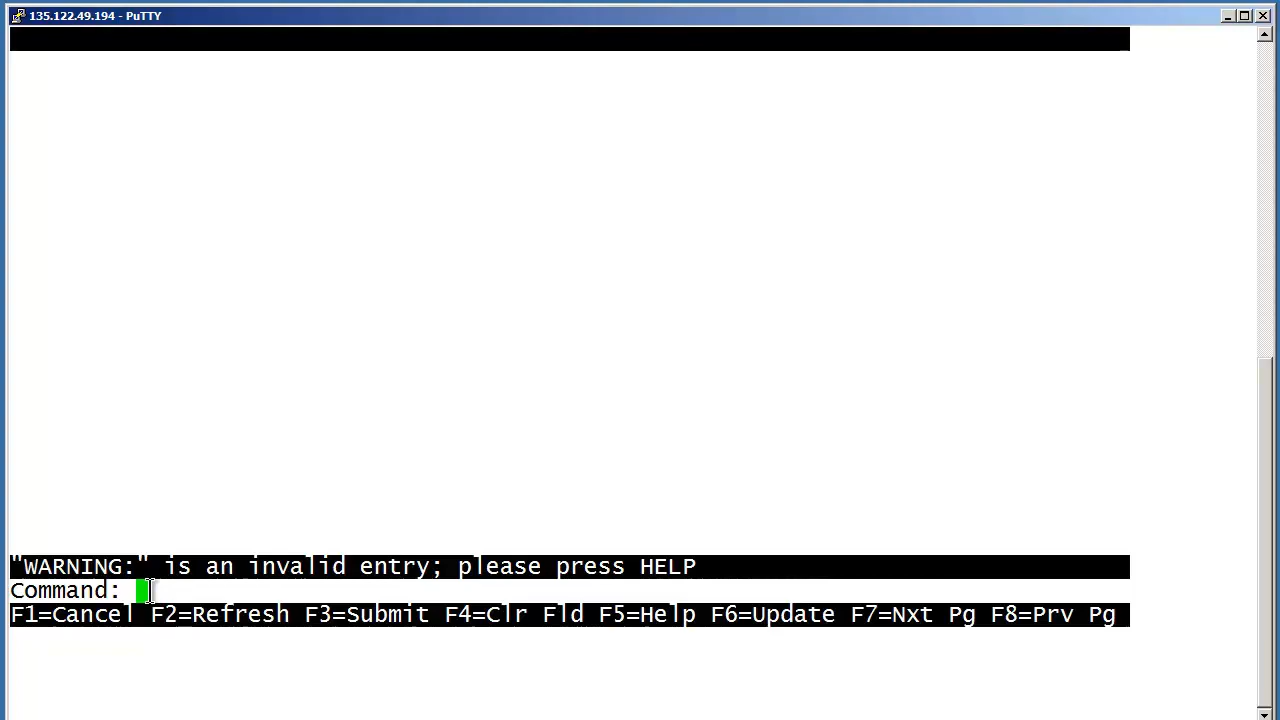 135.122.49.194 - PuTTY
"WARNING:" is an invalid entry; please press HELP
Command:
F1=Cancel F2=Refresh F3=Submit F4=Clr Fld F5=Help F6=Update F7=Nxt Pg F8=Prv Pg